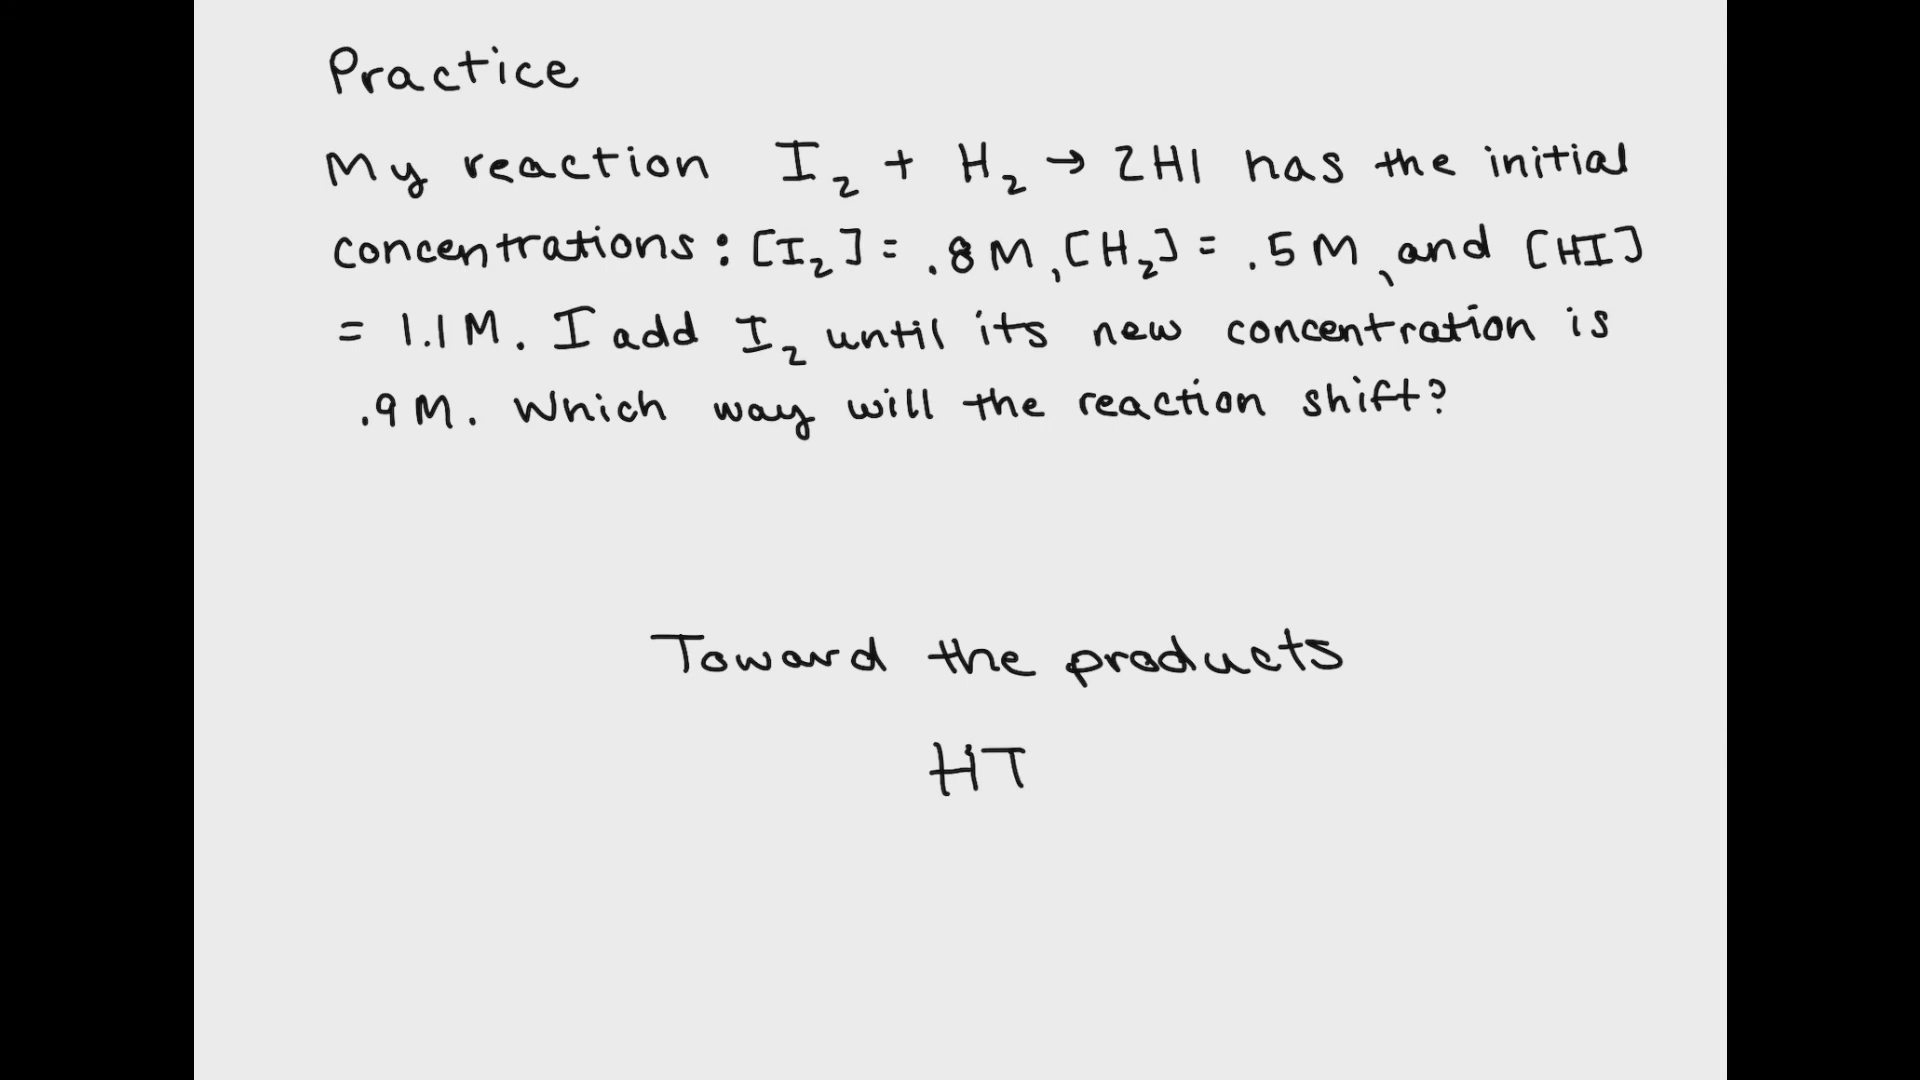 Practice
My reaction I₂ + H₂ → 2HI has the initial
concentrations: [I₂] = .8 M, [H₂] = .5 M, and [HI]
= 1.1 M. I add I₂ until its new concentration is
.9 M. Which way will the reaction shift?
Toward the products
HI